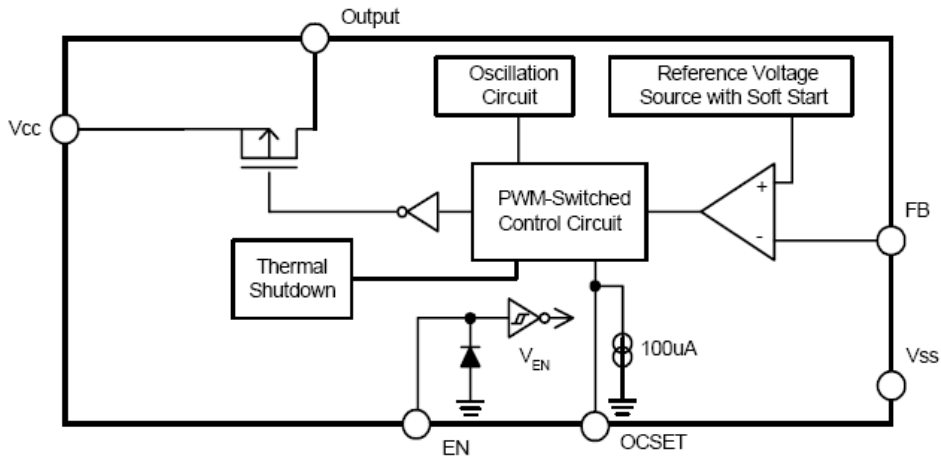 Output
Oscillation
Circuit
Reference Voltage
Source with Soft Start
Vcc
PWM-Switched
Control Circuit
+
-
FB
Thermal
Shutdown
VEN
100uA
Vss
EN
OCSET